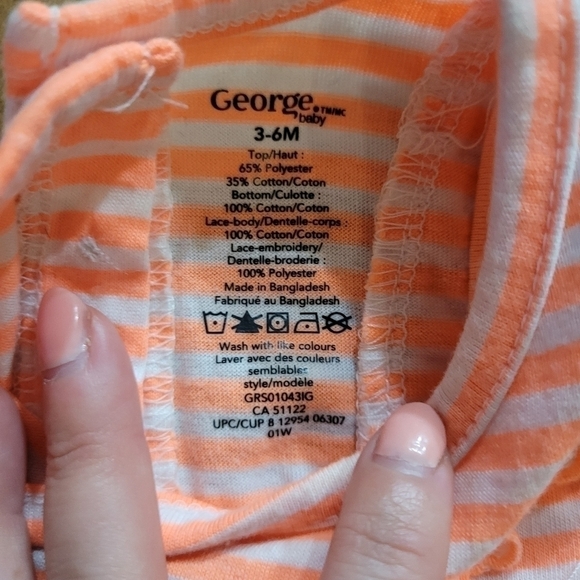 George ® TM/MC
baby
3-6M
Top/Haut :
65% Polyester
35% Cotton/Coton
Bottom/Culotte :
100% Cotton/Coton
Lace-body/Dentelle-corps :
100% Cotton/Coton
Lace-embroidery/
Dentelle-broderie :
100% Polyester
Made in Bangladesh
Fabriqué au Bangladesh
Wash with like colours
Laver avec des couleurs
semblables
style/modèle
GRS01043IG
CA 51122
UPC/CUP 8 12954 06307
01W